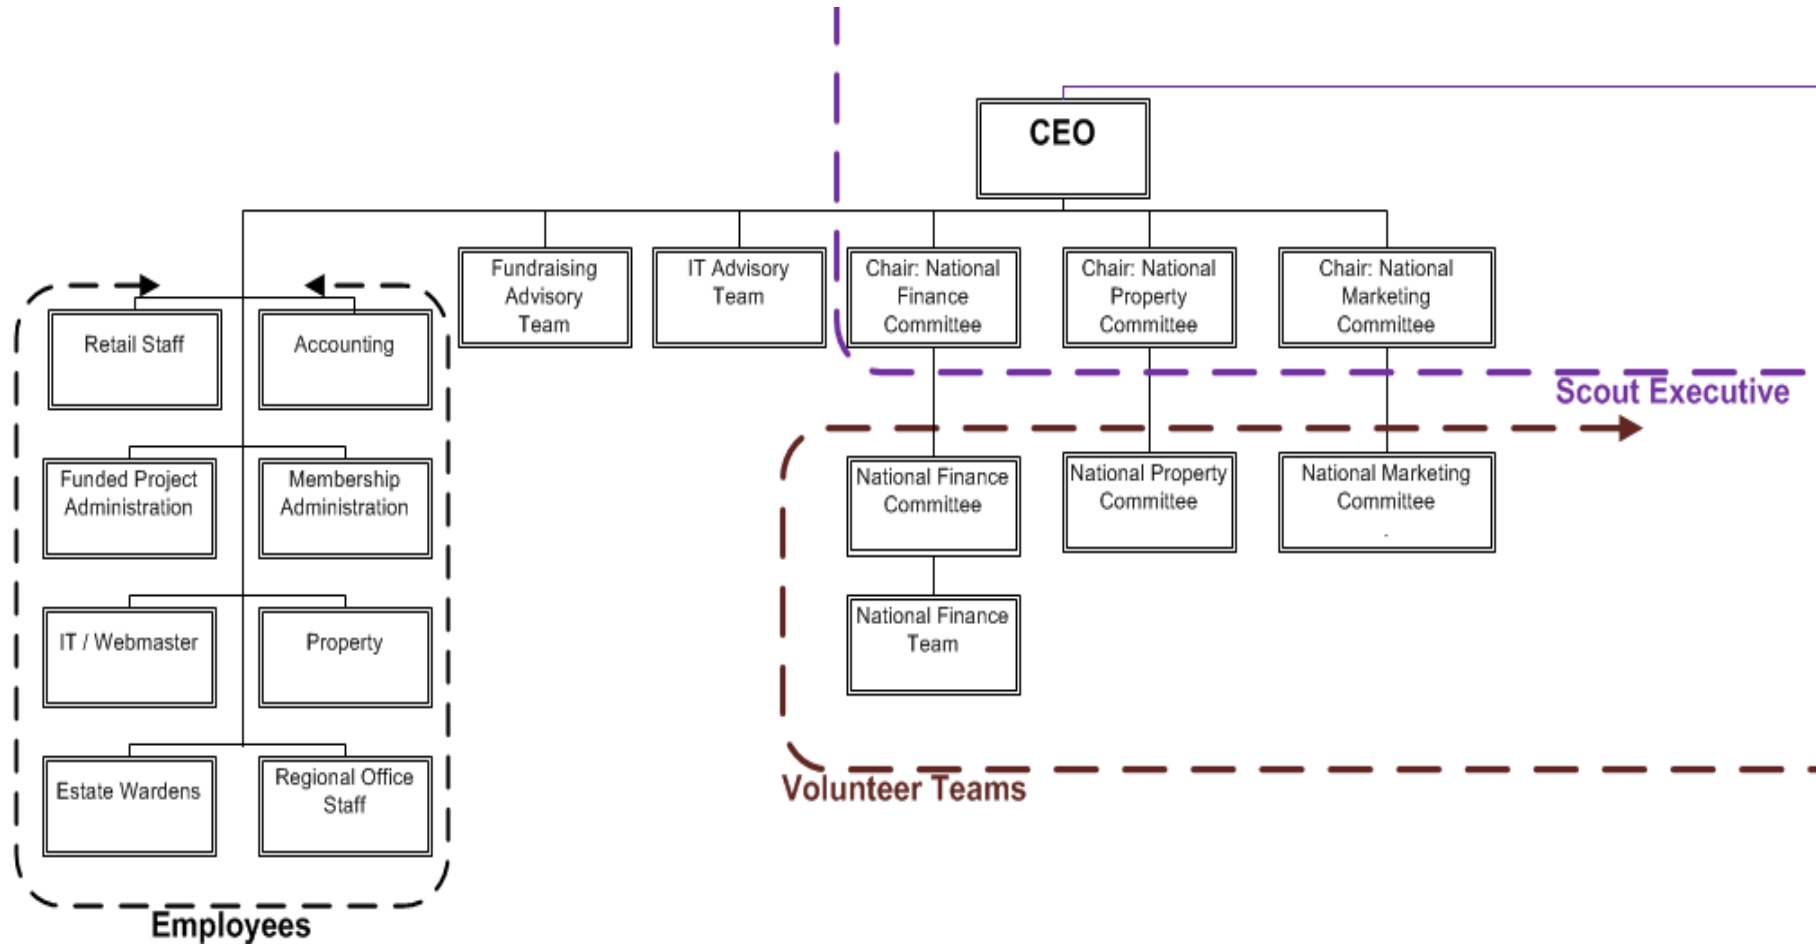 CEO
Fundraising
Advisory
Team
IT Advisory
Team
Chair: National
Finance
Committee
Chair: National
Property
Committee
Chair: National
Marketing
Committee
Retail Staff
Accounting
Scout Executive
Funded Project
Administration
Membership
Administration
National Finance
Committee
National Property
Committee
National Marketing
Committee
.
IT / Webmaster
Property
National Finance
Team
Estate Wardens
Regional Office
Staff
Volunteer Teams
Employees